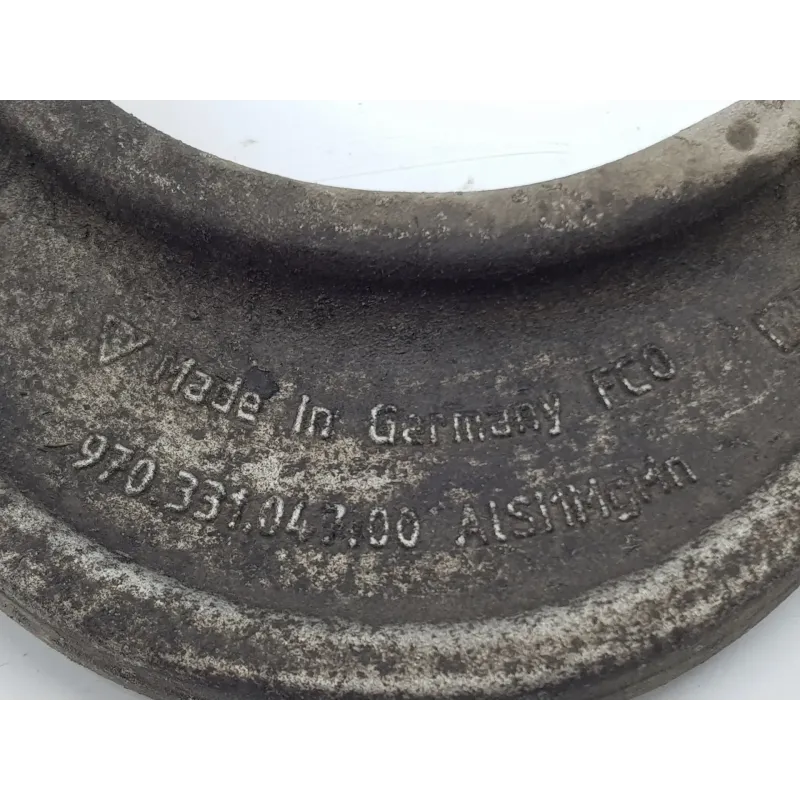 Made in Germany FCO
970.331.047.00 AlSi1MgMn